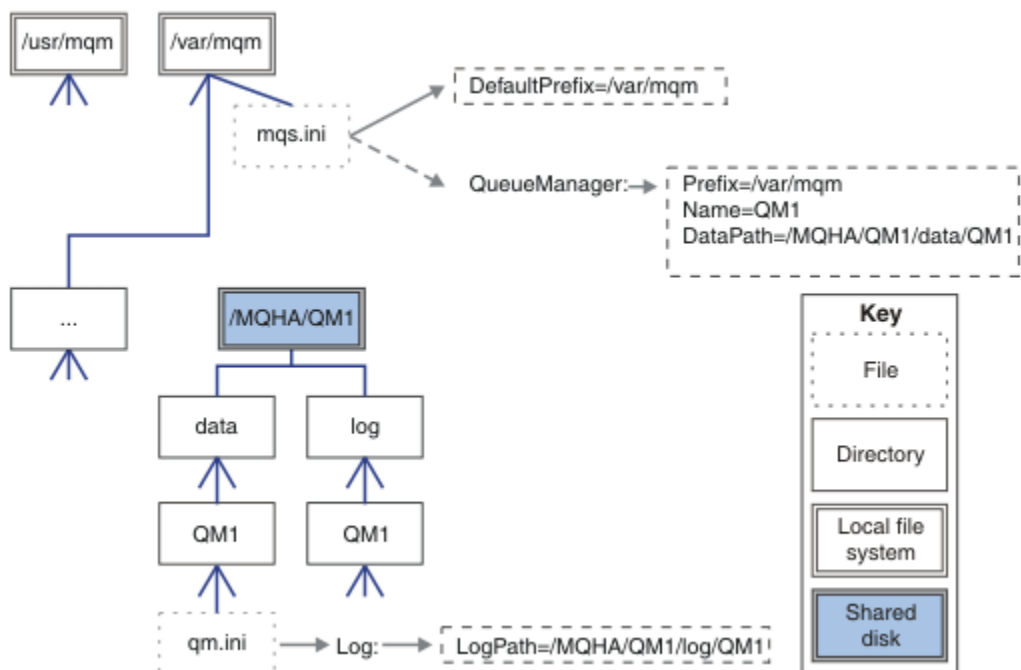 /usr/mqm
/var/mqm
DefaultPrefix=/var/mqm
mqs.ini
QueueManager:
Prefix=/var/mqm
Name=QM1
DataPath=/MQHA/QM1/data/QM1
...
/MQHA/QM1
data
log
QM1
QM1
qm.ini
Log:
LogPath=/MQHA/QM1/log/QM1
Key
File
Directory
Local file
system
Shared
disk